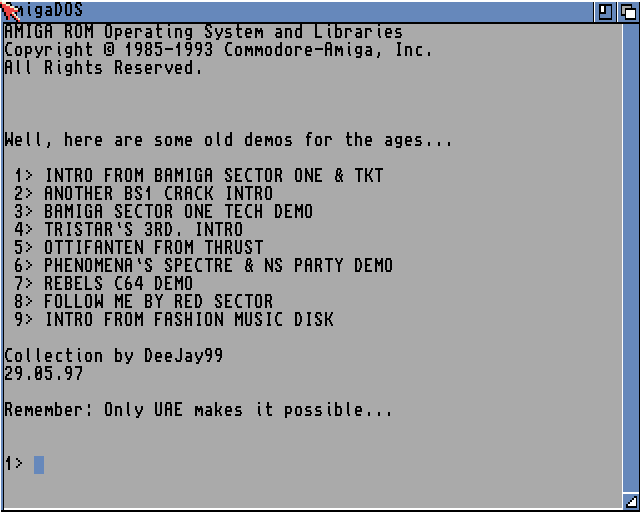 AmigaDOS
AMIGA ROM Operating System and Libraries
Copyright © 1985-1993 Commodore-Amiga, Inc.
All Rights Reserved.
Well, here are some old demos for the ages...
1> INTRO FROM BAMIGA SECTOR ONE & TKT
2> ANOTHER BS1 CRACK INTRO
3> BAMIGA SECTOR ONE TECH DEMO
4> TRISTAR'S 3RD. INTRO
5> OTTIFANTEN FROM THRUST
6> PHENOMENA'S SPECTRE & NS PARTY DEMO
7> REBELS C64 DEMO
8> FOLLOW ME BY RED SECTOR
9> INTRO FROM FASHION MUSIC DISK
Collection by DeeJay99
29.05.97
Remember: Only UAE makes it possible...
1>